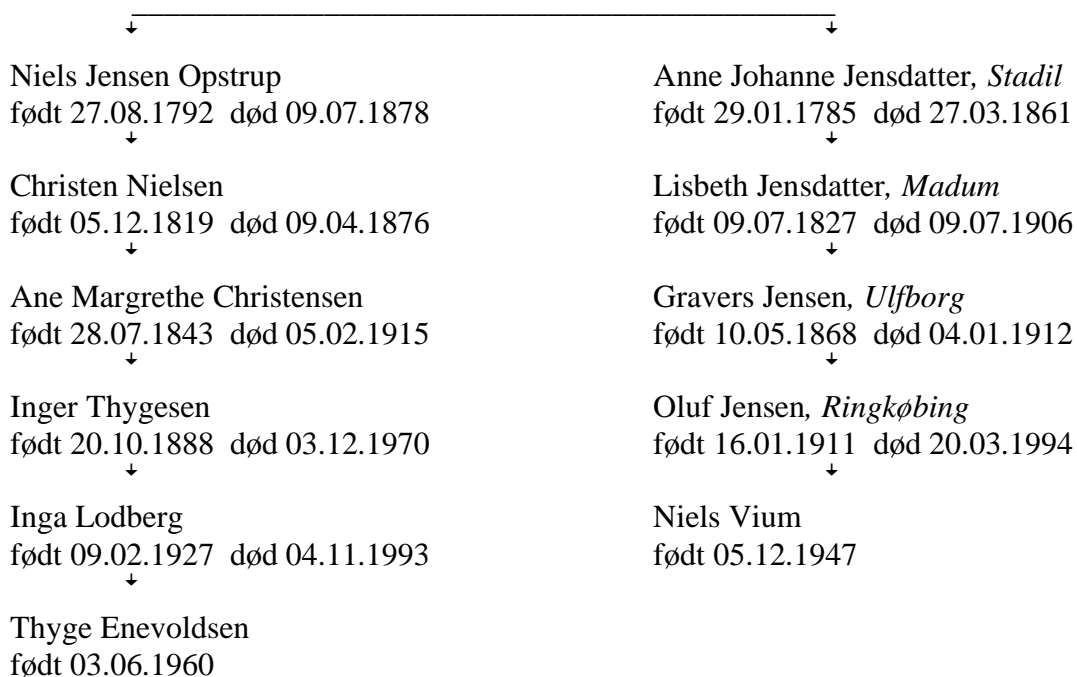 Niels Jensen Opstrup
født 27.08.1792 død 09.07.1878
Christen Nielsen
født 05.12.1819 død 09.04.1876
Ane Margrethe Christensen
født 28.07.1843 død 05.02.1915
Inger Thygesen
født 20.10.1888 død 03.12.1970
Inga Lodberg
født 09.02.1927 død 04.11.1993
Thyge Enevoldsen
født 03.06.1960
Anne Johanne Jensdatter, Stadil
født 29.01.1785 død 27.03.1861
Lisbeth Jensdatter, Madum
født 09.07.1827 død 09.07.1906
Gravers Jensen, Ulfborg
født 10.05.1868 død 04.01.1912
Oluf Jensen, Ringkøbing
født 16.01.1911 død 20.03.1994
Niels Vium
født 05.12.1947